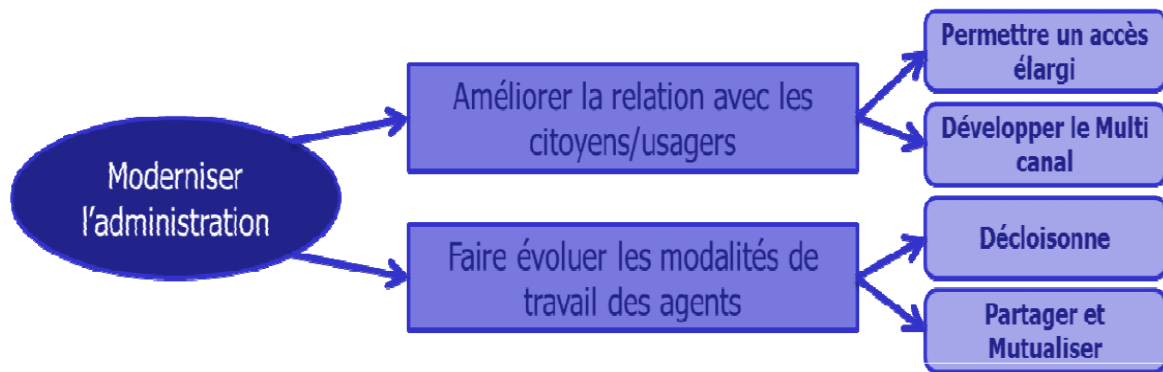 Moderniser
l'administration
Améliorer la relation avec les
citoyens/usagers
Permettre un accès
élargi
Développer le Multi
canal
Faire évoluer les modalités de
travail des agents
Décloisonne
Partager et
Mutualiser